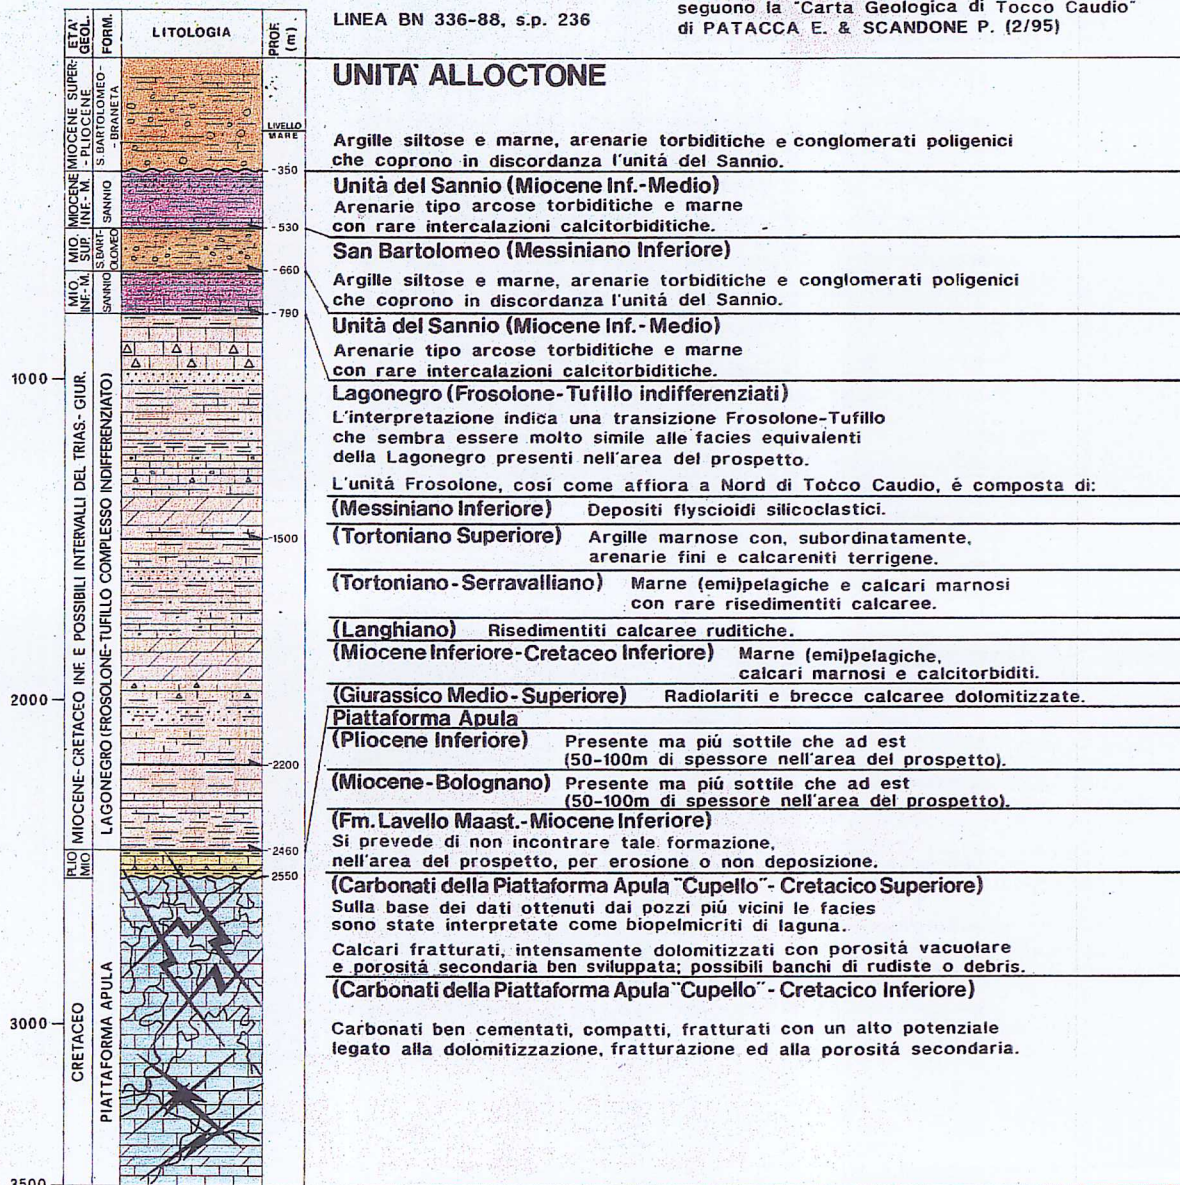 ETA' GEOL.
FORM.
LITOLOGIA
PROF. (m)
LINEA BN 336-88, s.p. 236
seguono la "Carta Geologica di Tocco Caudio"
di PATACCA E. & SCANDONE P. (2/95)
MIOCENE SUPER.-
- PLIOCENE
S. BARTOLOMEO-
- BRANETA
LIVELLO
MARE
-350
MIOCENE
INF.- M.
SANNIO
-530
MIO.
SUP.
S.BART-
OLOMEO
-660
MIO.
INF.-M.
SANNIO
-790
1000
MIOCENE- CRETACEO INF. E POSSIBILI INTERVALLI DEL TRIAS.- GIUR.
LAGONEGRO (FROSOLONE- TUFILLO COMPLESSO INDIFFERENZIATO)
-1500
2000
-2200
-2460
PLIO
MIO
2550
CRETACEO
PIATTAFORMA APULA
3000
3500
UNITA' ALLOCTONE
Argille siltose e marne, arenarie torbiditiche e conglomerati poligenici
che coprono in discordanza l'unitá del Sannio.
Unità del Sannio (Miocene Inf.-Medio)
Arenarie tipo arcose torbiditiche e marne
con rare intercalazioni calcitorbiditiche.
San Bartolomeo (Messiniano Inferiore)
Argille siltose e marne, arenarie torbiditiche e conglomerati poligenici
che coprono in discordanza l'unitá del Sannio.
Unità del Sannio (Miocene Inf.- Medio)
Arenarie tipo arcose torbiditiche e marne
con rare intercalazioni calcitorbiditiche.
Lagonegro (Frosolone-Tufillo indifferenziati)
L'interpretazione indica una transizione Frosolone-Tufillo
che sembra essere molto simile alle facies equivalenti
della Lagonegro presenti nell'area del prospetto.
L'unitá Frosolone, cosí come affiora a Nord di Tocco Caudio, é composta di:
(Messiniano Inferiore) Depositi flyscioidi silicoclastici.
(Tortoniano Superiore) Argille marnose con, subordinatamente,
arenarie fini e calcareniti terrigene.
(Tortoniano-Serravalliano) Marne (emi)pelagiche e calcari marnosi
con rare risedimentiti calcaree.
(Langhiano) Risedimentiti calcaree ruditiche.
(Miocene Inferiore-Cretaceo Inferiore) Marne (emi)pelagiche,
calcari marnosi e calcitorbiditi.
(Giurassico Medio-Superiore) Radiolariti e brecce calcaree dolomitizzate.
Piattaforma Apula
(Pliocene Inferiore) Presente ma piú sottile che ad est
(50-100m di spessore nell'area del prospetto).
(Miocene-Bolognano) Presente ma piú sottile che ad est
(50-100m di spessore nell'area del prospetto).
(Fm. Lavello Maast.-Miocene Inferiore)
Si prevede di non incontrare tale formazione,
nell'area del prospetto, per erosione o non deposizione.
(Carbonati della Piattaforma Apula "Cupello"- Cretacico Superiore)
Sulla base dei dati ottenuti dai pozzi piú vicini le facies
sono state interpretate come biopelmicriti di laguna.
Calcari fratturati, intensamente dolomitizzati con porositá vacuolare
e porositá secondaria ben sviluppata; possibili banchi di rudiste o debris.
(Carbonati della Piattaforma Apula "Cupello"- Cretacico Inferiore)
Carbonati ben cementati, compatti, fratturati con un alto potenziale
legato alla dolomitizzazione, fratturazione ed alla porositá secondaria.